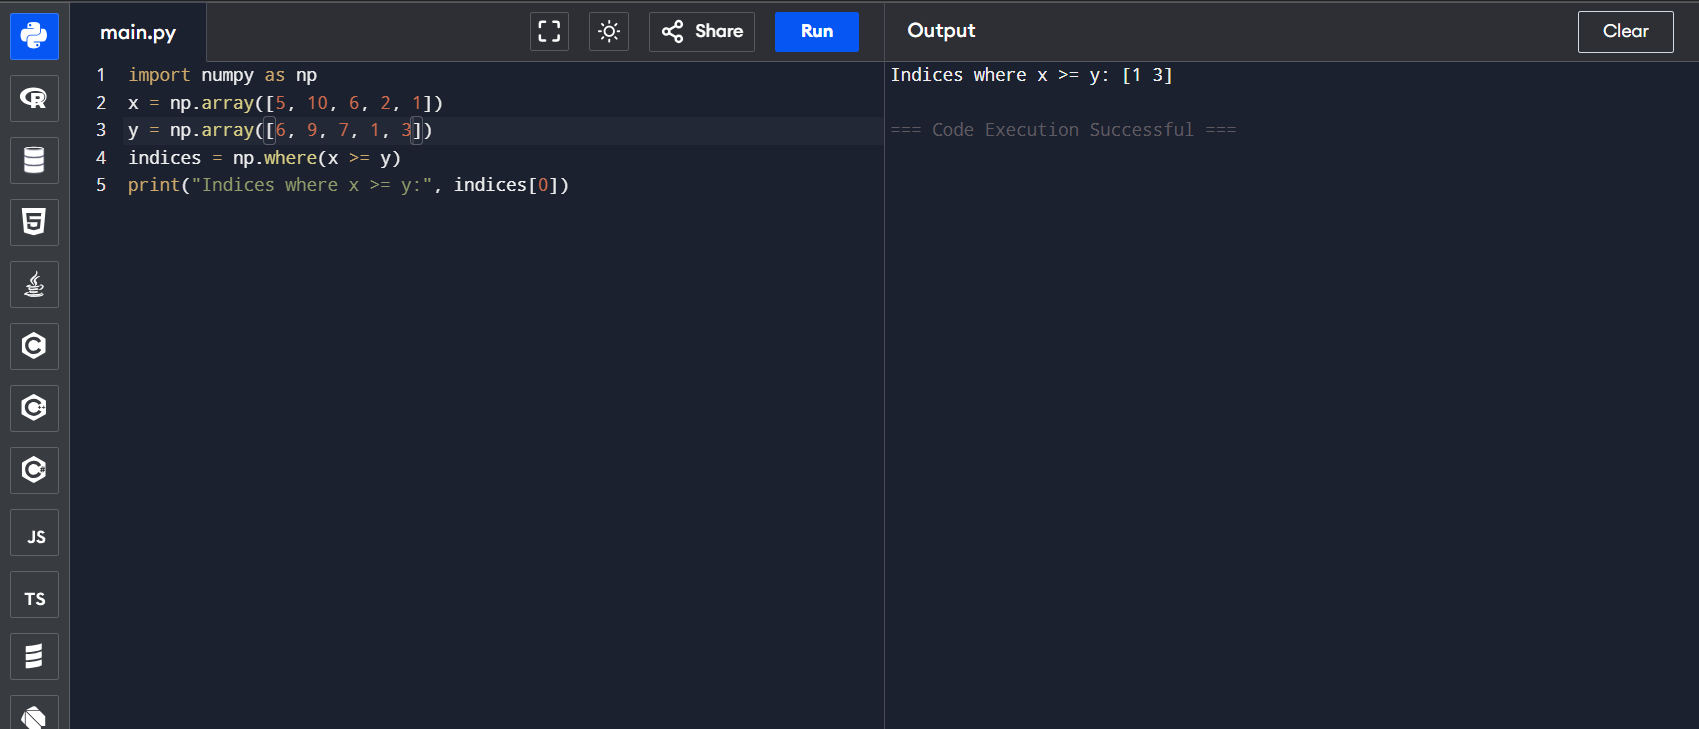 main.py
Share
Run
Output
Clear
1 import numpy as np
2 x = np.array([5, 10, 6, 2, 1])
3 y = np.array([6, 9, 7, 1, 3])
4 indices = np.where(x >= y)
5 print("Indices where x >= y:", indices[0])
Indices where x >= y: [1 3]
=== Code Execution Successful ===
R
5
C
C++
C#
JS
TS